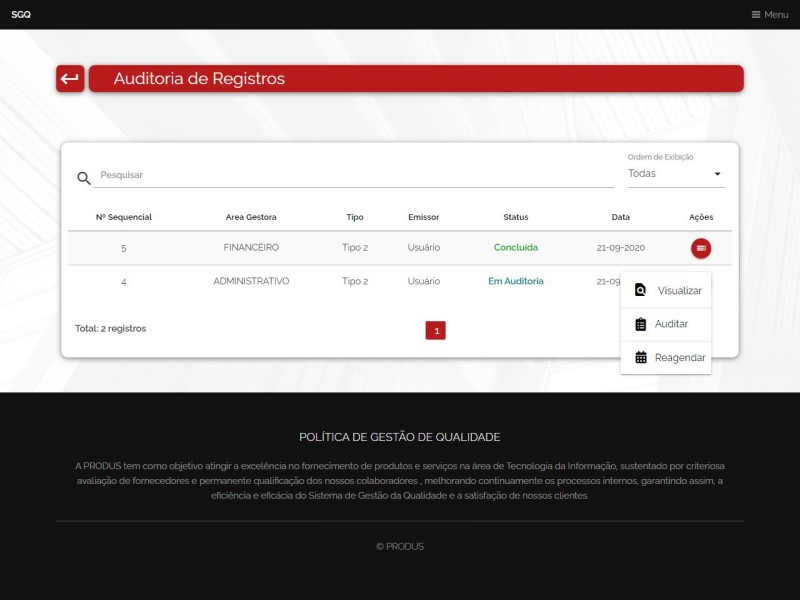 SGQ
Menu
Auditoria de Registros
Pesquisar
Ordem de Exibição
Todas
Nº Sequencial Area Gestora Tipo Emissor Status Data Ações
5 FINANCEIRO Tipo 2 Usuário Concluída 21-09-2020
4 ADMINISTRATIVO Tipo 2 Usuário Em Auditoria 21-09
Visualizar
Auditar
Reagendar
Total: 2 registros
1
POLÍTICA DE GESTÃO DE QUALIDADE
A PRODUS tem como objetivo atingir a excelência no fornecimento de produtos e serviços na área de Tecnologia da Informação, sustentado por criteriosa
avaliação de fornecedores e permanente qualificação dos nossos colaboradores , melhorando continuamente os processos internos, garantindo assim, a
eficiência e eficácia do Sistema de Gestão da Qualidade e a satisfação de nossos clientes.
© PRODUS